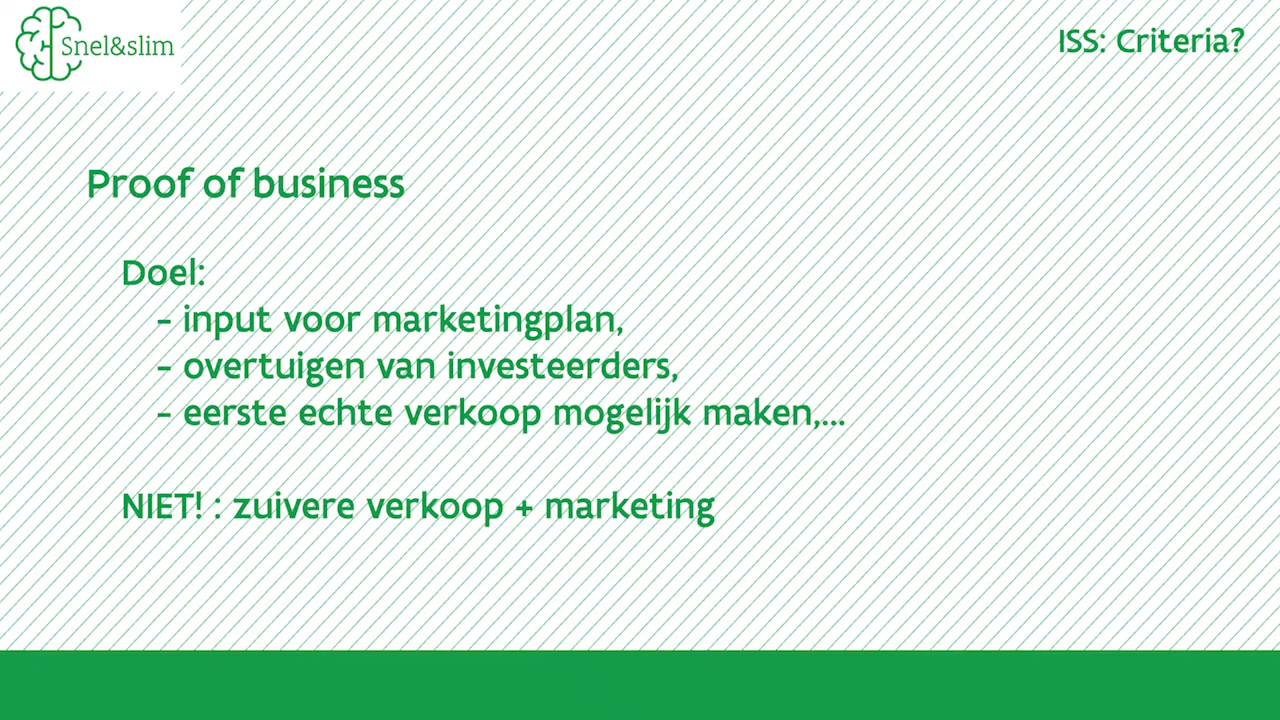 Snel&slim
ISS: Criteria?
Proof of business
Doel:
- input voor marketingplan,
- overtuigen van investeerders,
- eerste echte verkoop mogelijk maken,...
NIET! : zuivere verkoop + marketing